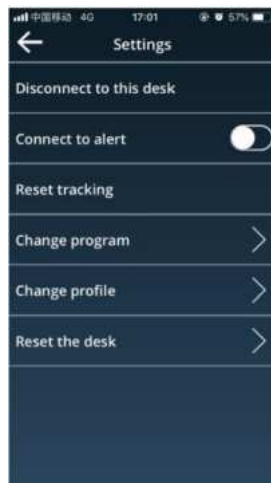 中国移动 4G 17:01 57%
Settings
Disconnect to this desk
Connect to alert
Reset tracking
Change program
Change profile
Reset the desk